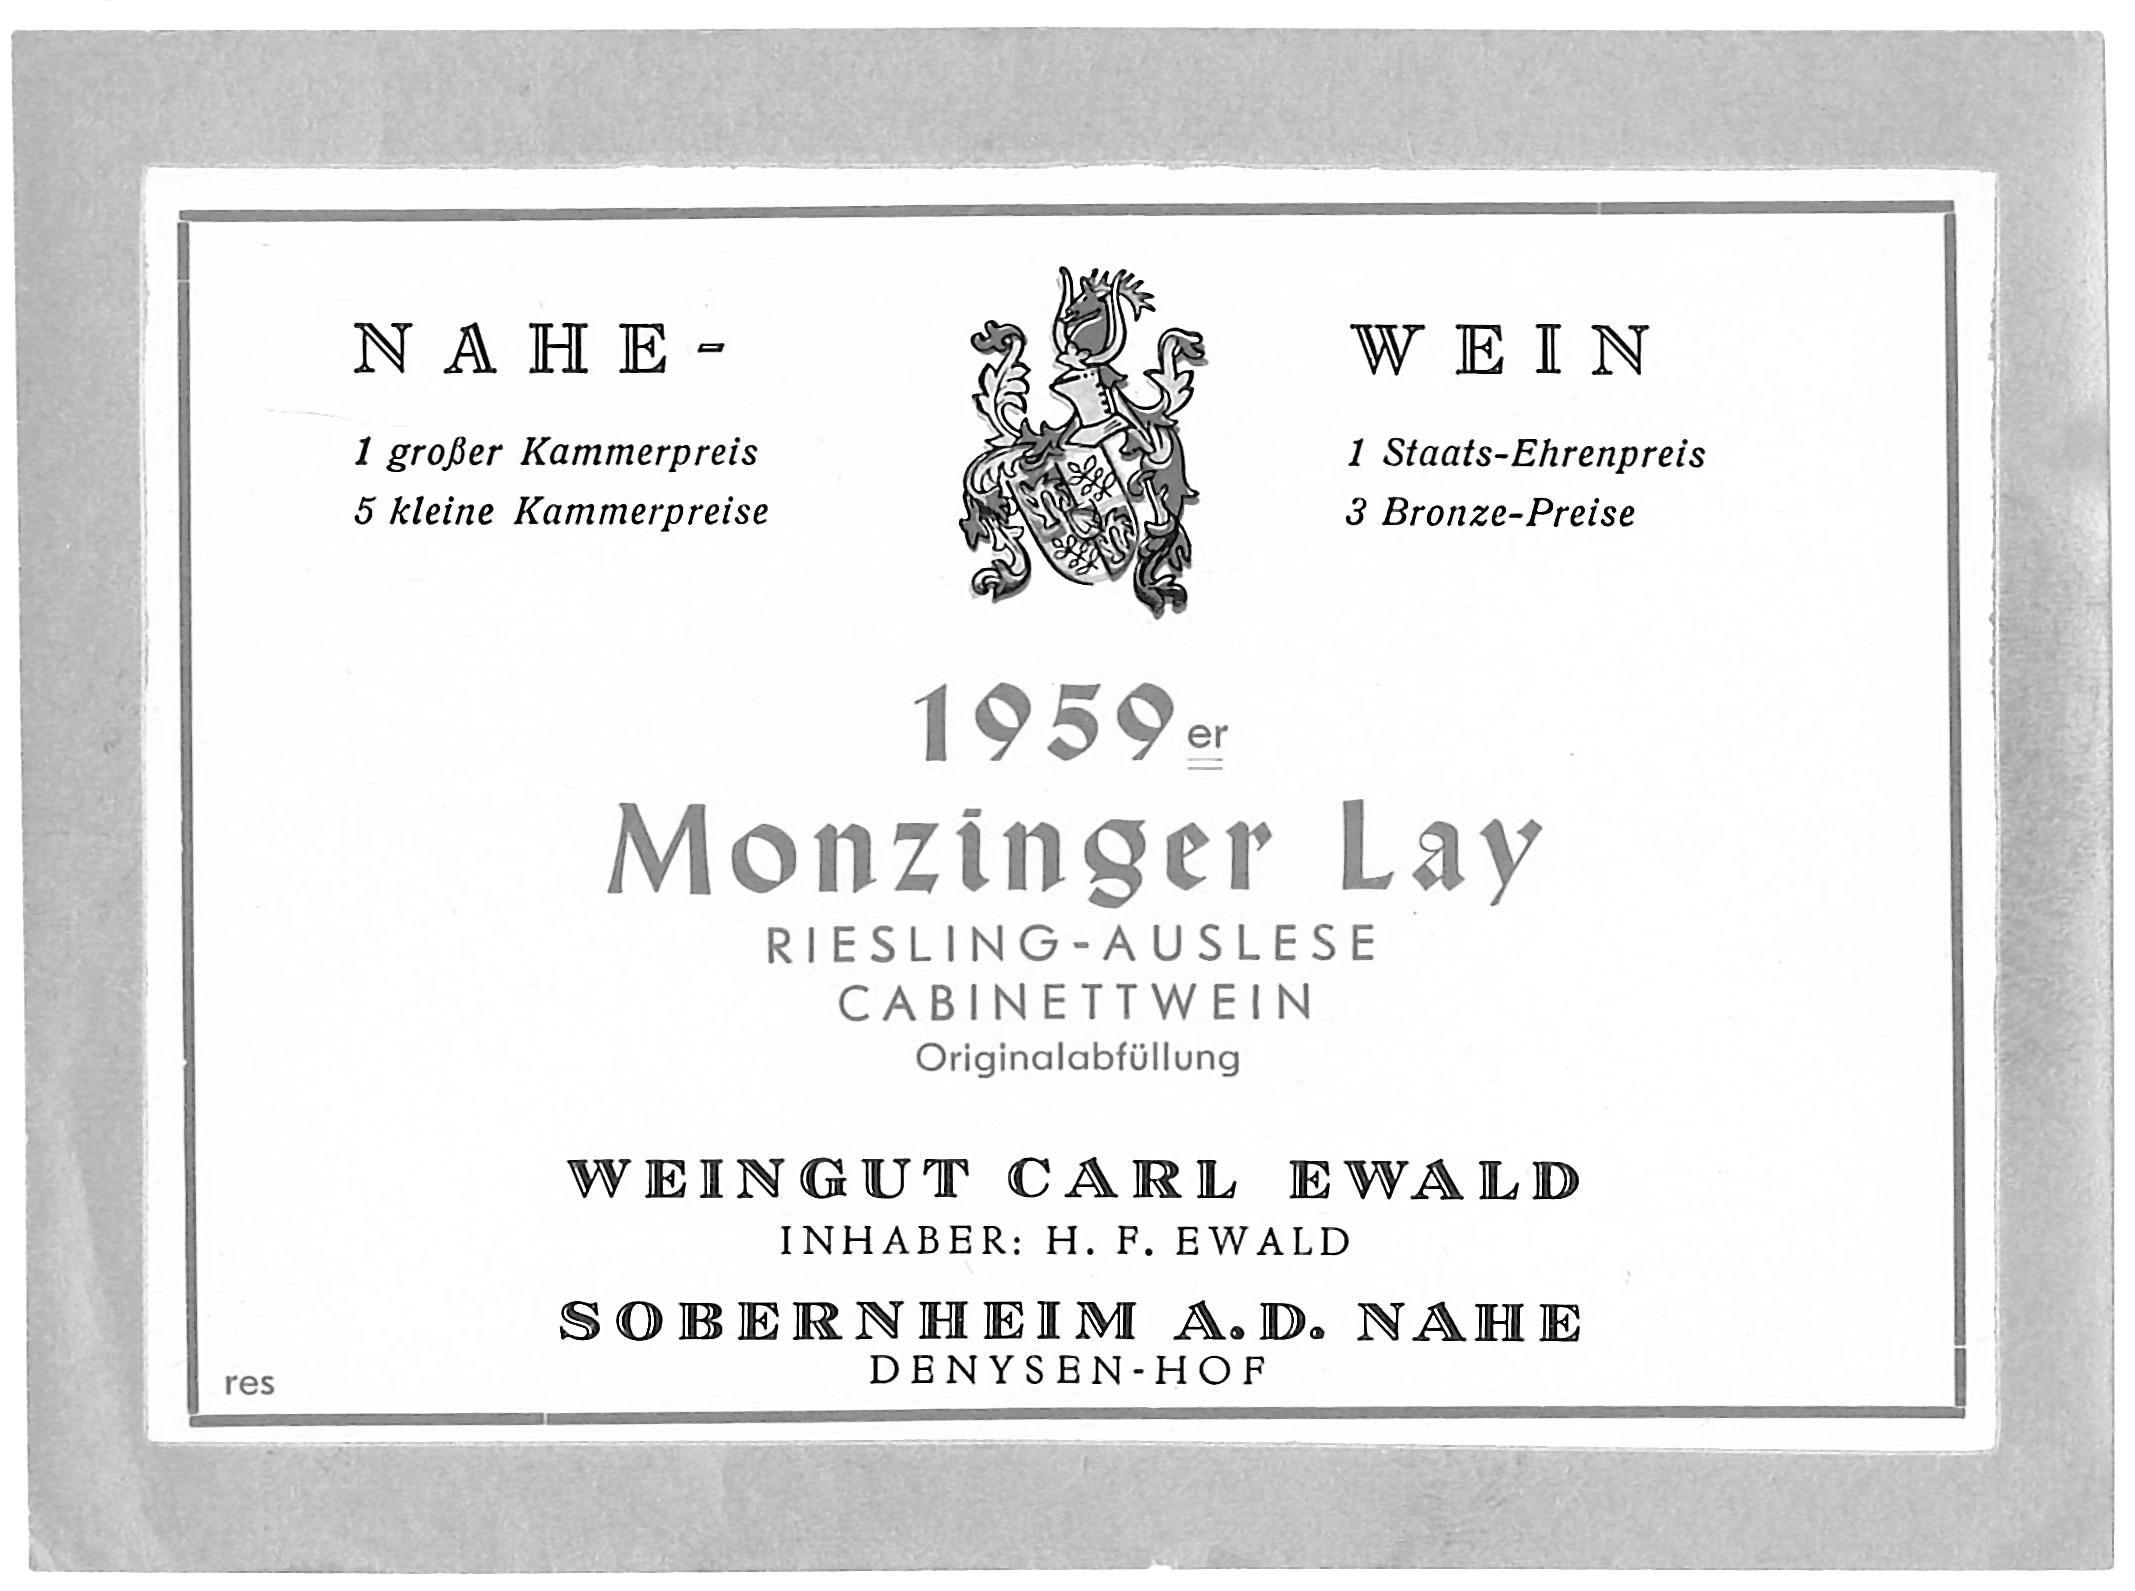 NAHE-
1 großer Kammerpreis
5 kleine Kammerpreise
WEIN
1 Staats-Ehrenpreis
3 Bronze-Preise
1959er
Monzinger Lay
RIESLING-AUSLESE
CABINETTWEIN
Originalabfüllung
WEINGUT CARL EWALD
INHABER: H. F. EWALD
SOBERNHEIM A.D. NAHE
DENYSEN-HOF
res